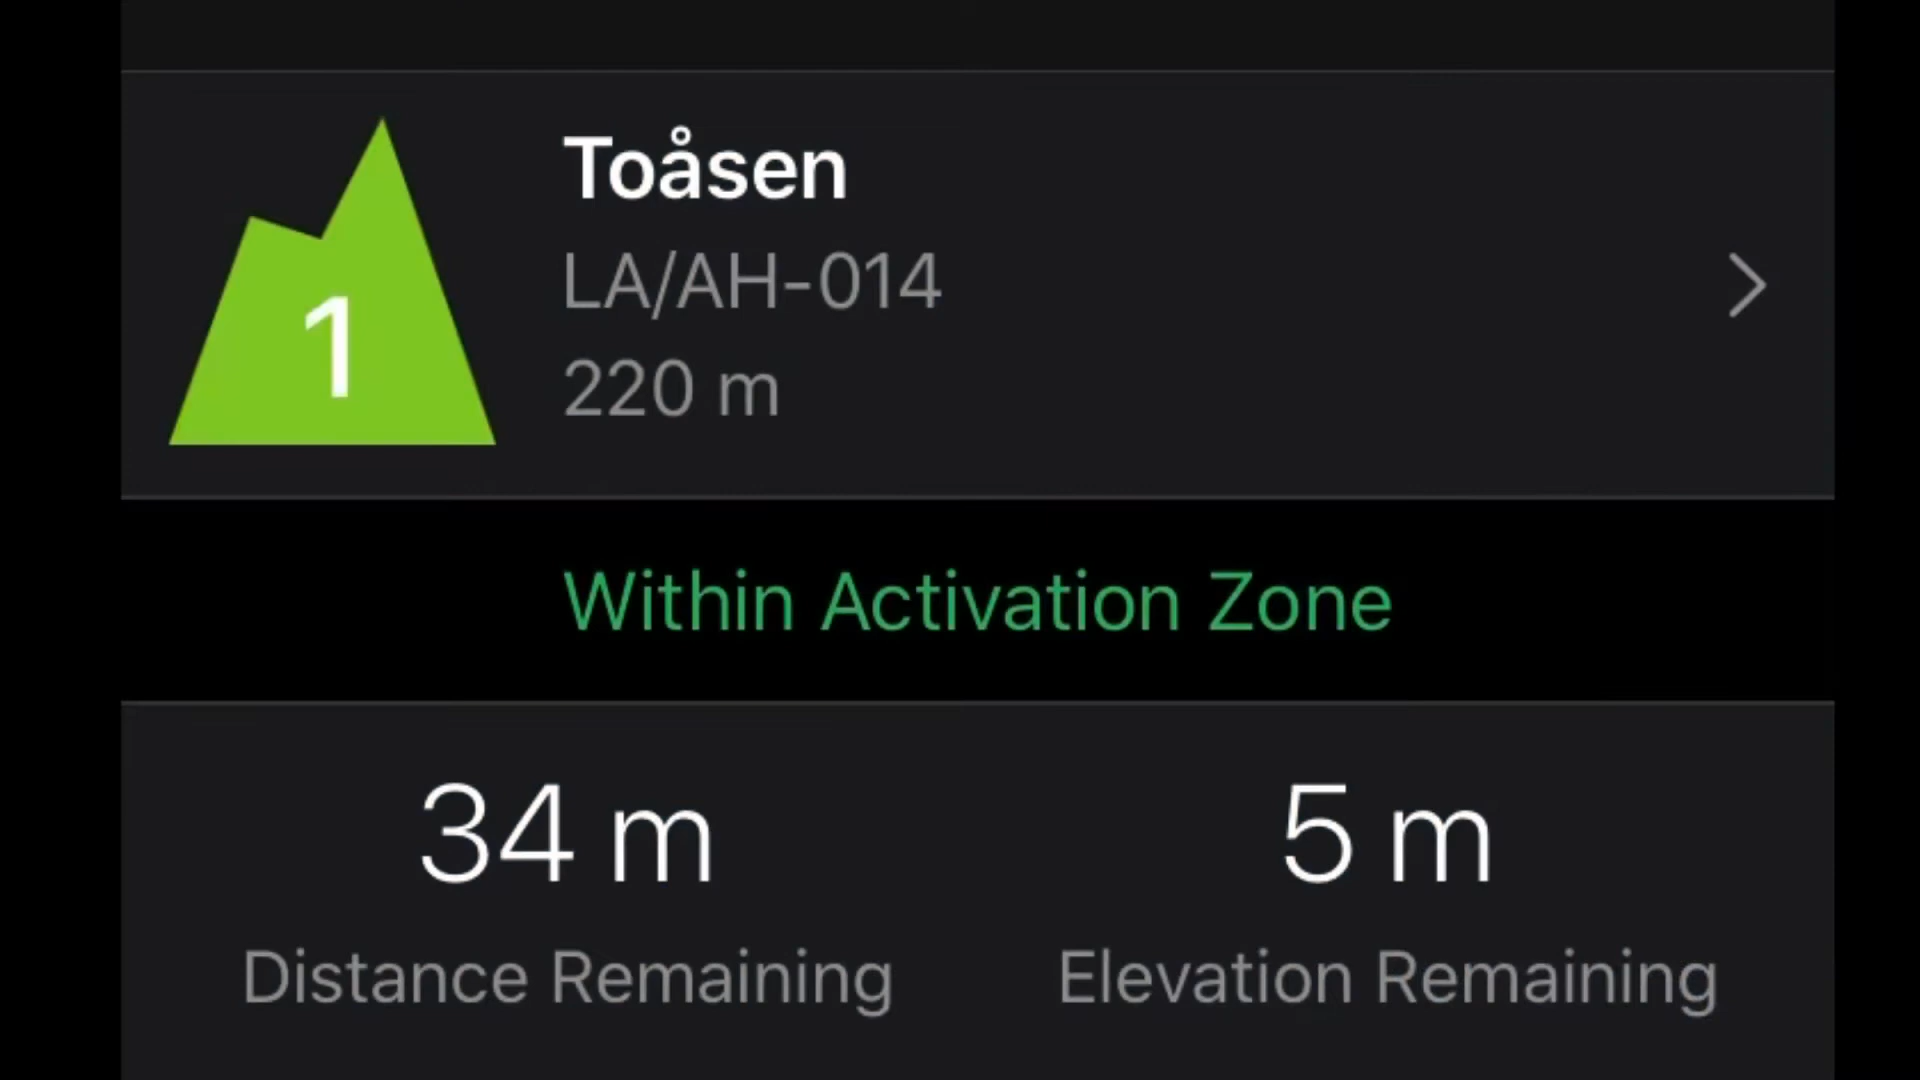 1
Toåsen
LA/AH-014
220 m
Within Activation Zone
34 m
5 m
Distance Remaining
Elevation Remaining